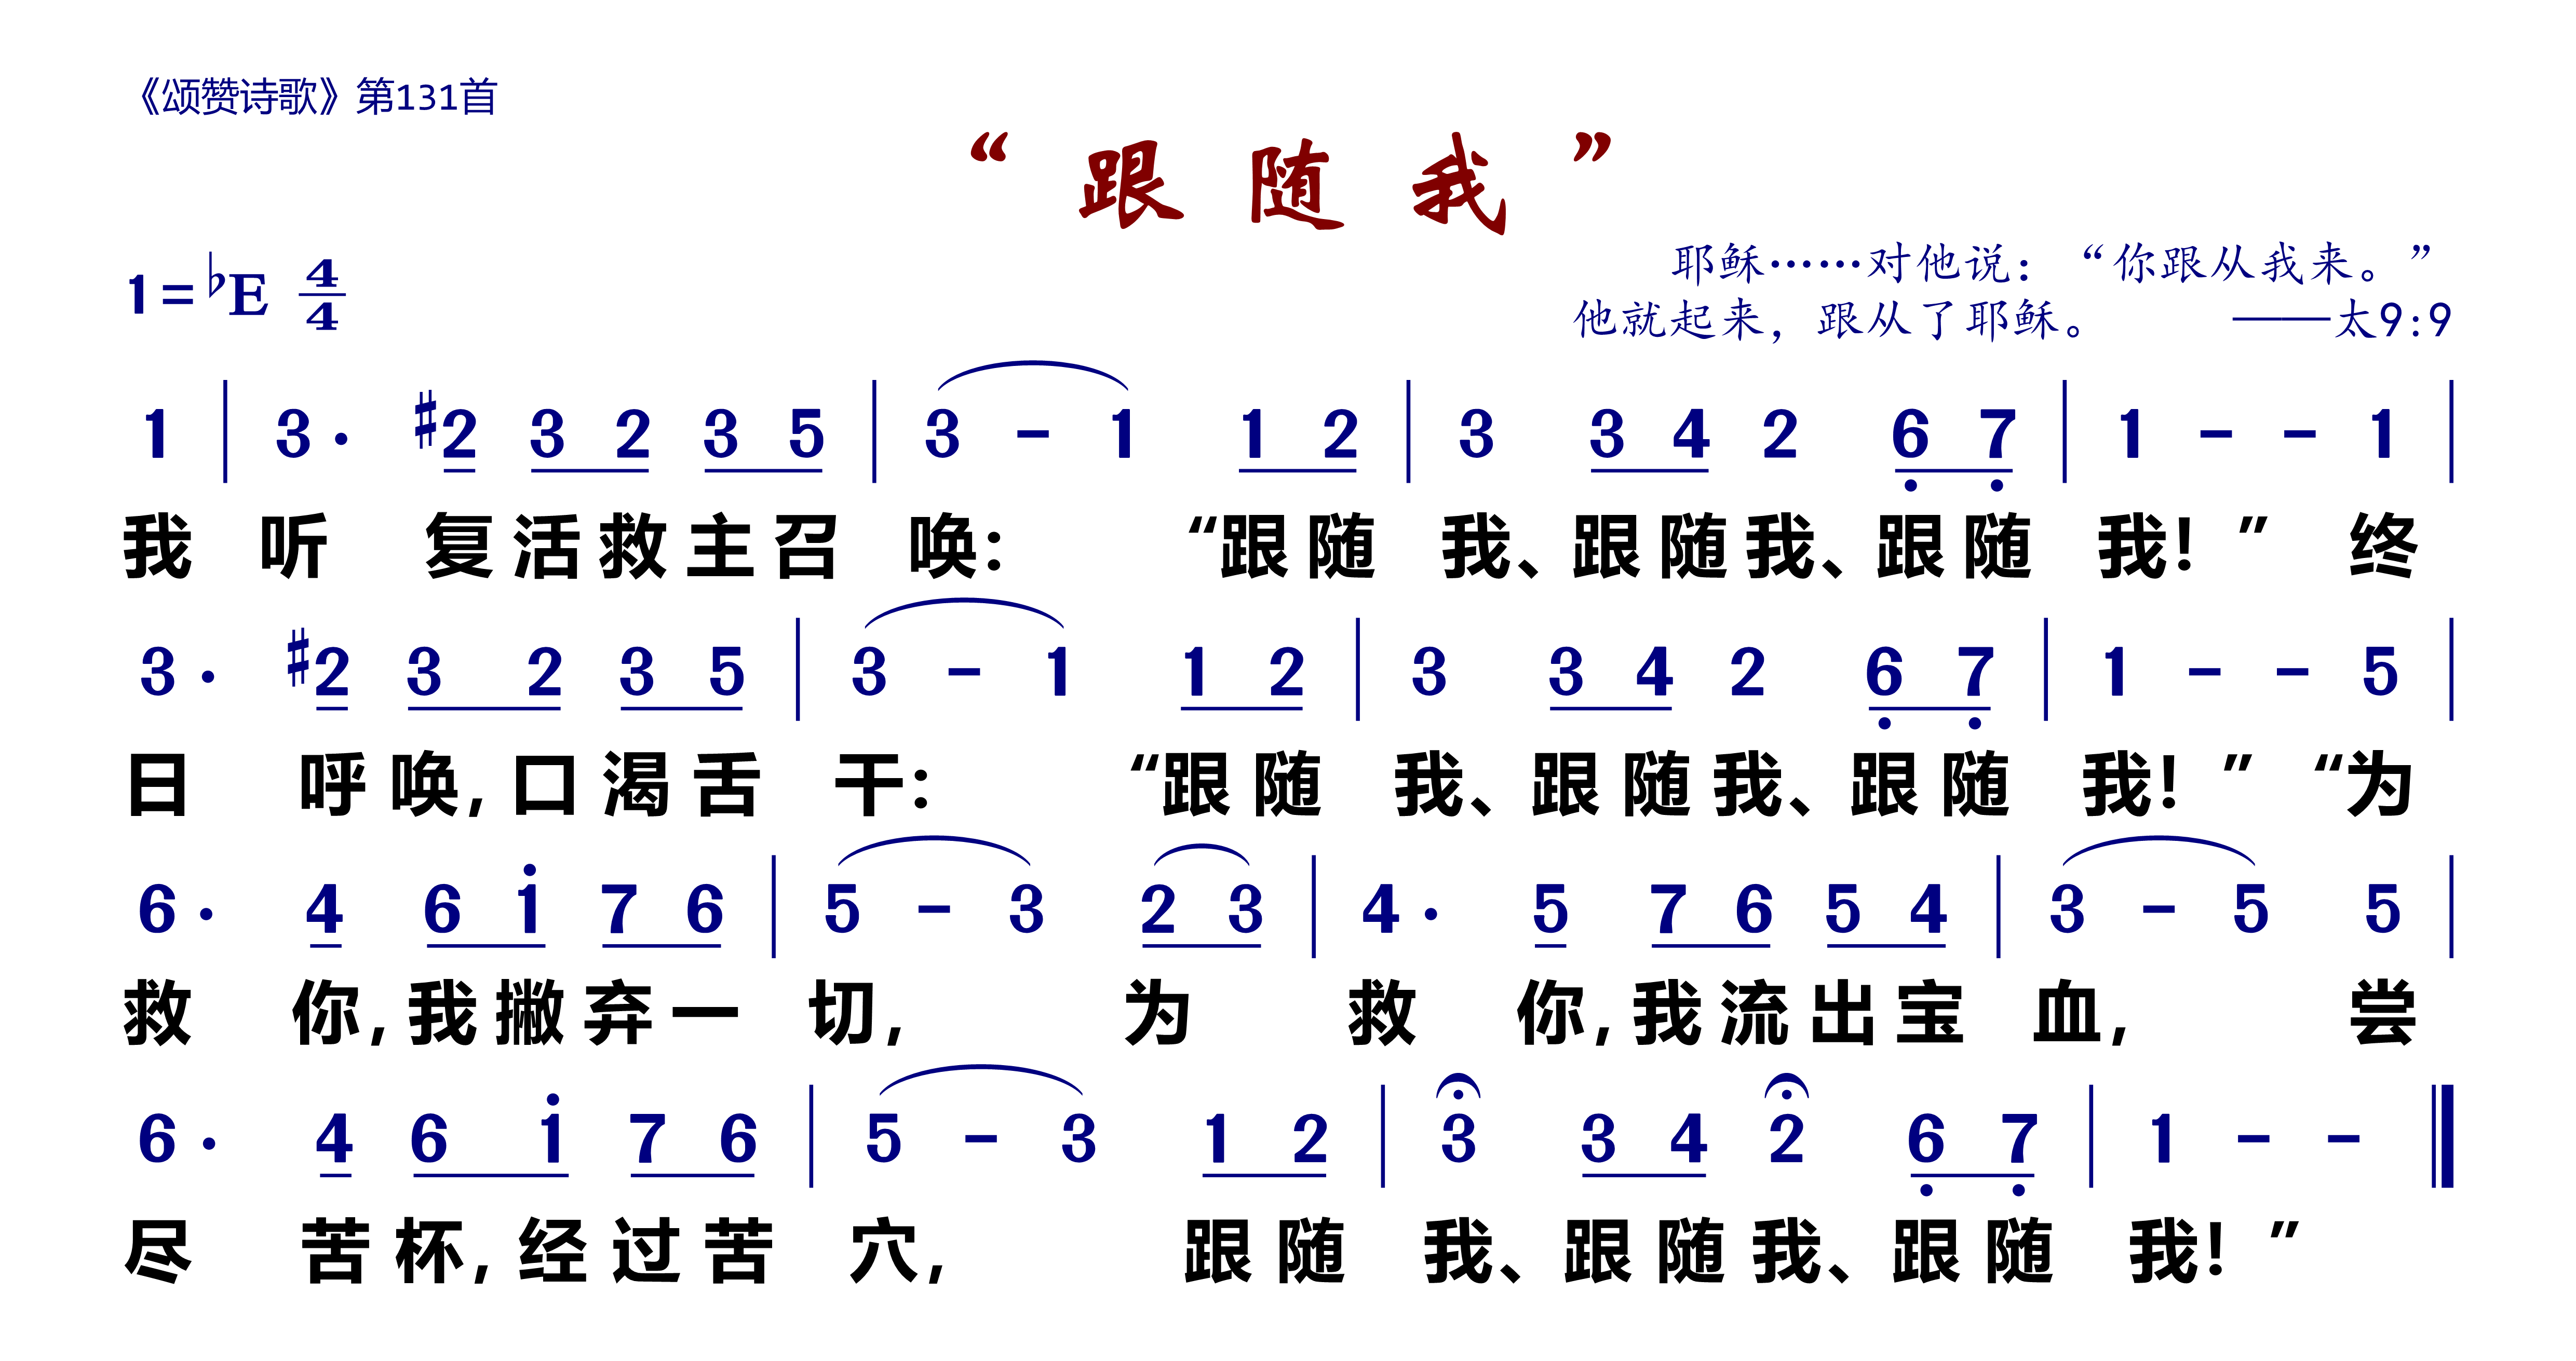 《颂赞诗歌》第131首
“跟随我”
1=♭E 4/4
耶稣……对他说：“你跟从我来。”
他就起来，跟从了耶稣。 ——太9:9
1 | 3· #2 3 2 3 5 | 3 - 1 1 2 | 3 3 4 2 6̣ 7̣ | 1 - - 1 |
我听复活救主召唤：“跟随我、跟随我、跟随我！”终
3· #2 3 2 3 5 | 3 - 1 1 2 | 3 3 4 2 6̣ 7̣ | 1 - - 5 |
日呼唤，口渴舌干：“跟随我、跟随我、跟随我！”“为
6· 4 6 1̇ 7 6 | 5 - 3 2 3 | 4· 5 7 6 5 4 | 3 - 5 5 |
救你，我撇弃一切，为救你，我流出宝血，尝
6· 4 6 1̇ 7 6 | 5 - 3 1 2 | 3 3 4 2 6̣ 7̣ | 1 - - ‖
尽苦杯，经过苦穴，跟随我、跟随我、跟随我！”